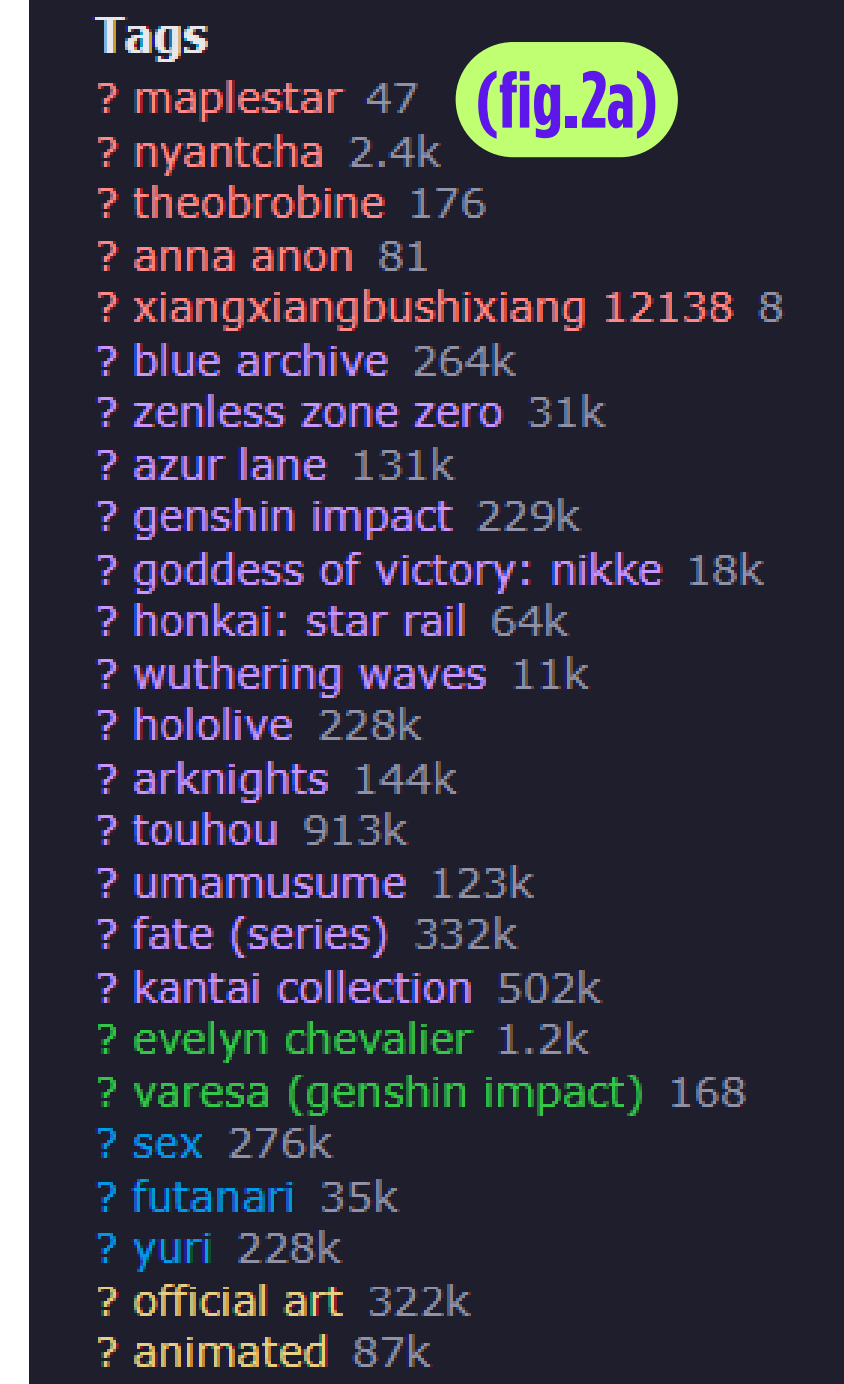 Tags
(fig.2a)
? maplestar 47
? nyantcha 2.4k
? theobrobine 176
? anna anon 81
? xiangxiangbushixiang 12138 8
? blue archive 264k
? zenless zone zero 31k
? azur lane 131k
? genshin impact 229k
? goddess of victory: nikke 18k
? honkai: star rail 64k
? wuthering waves 11k
? hololive 228k
? arknights 144k
? touhou 913k
? umamusume 123k
? fate (series) 332k
? kantai collection 502k
? evelyn chevalier 1.2k
? varesa (genshin impact) 168
? sex 276k
? futanari 35k
? yuri 228k
? official art 322k
? animated 87k